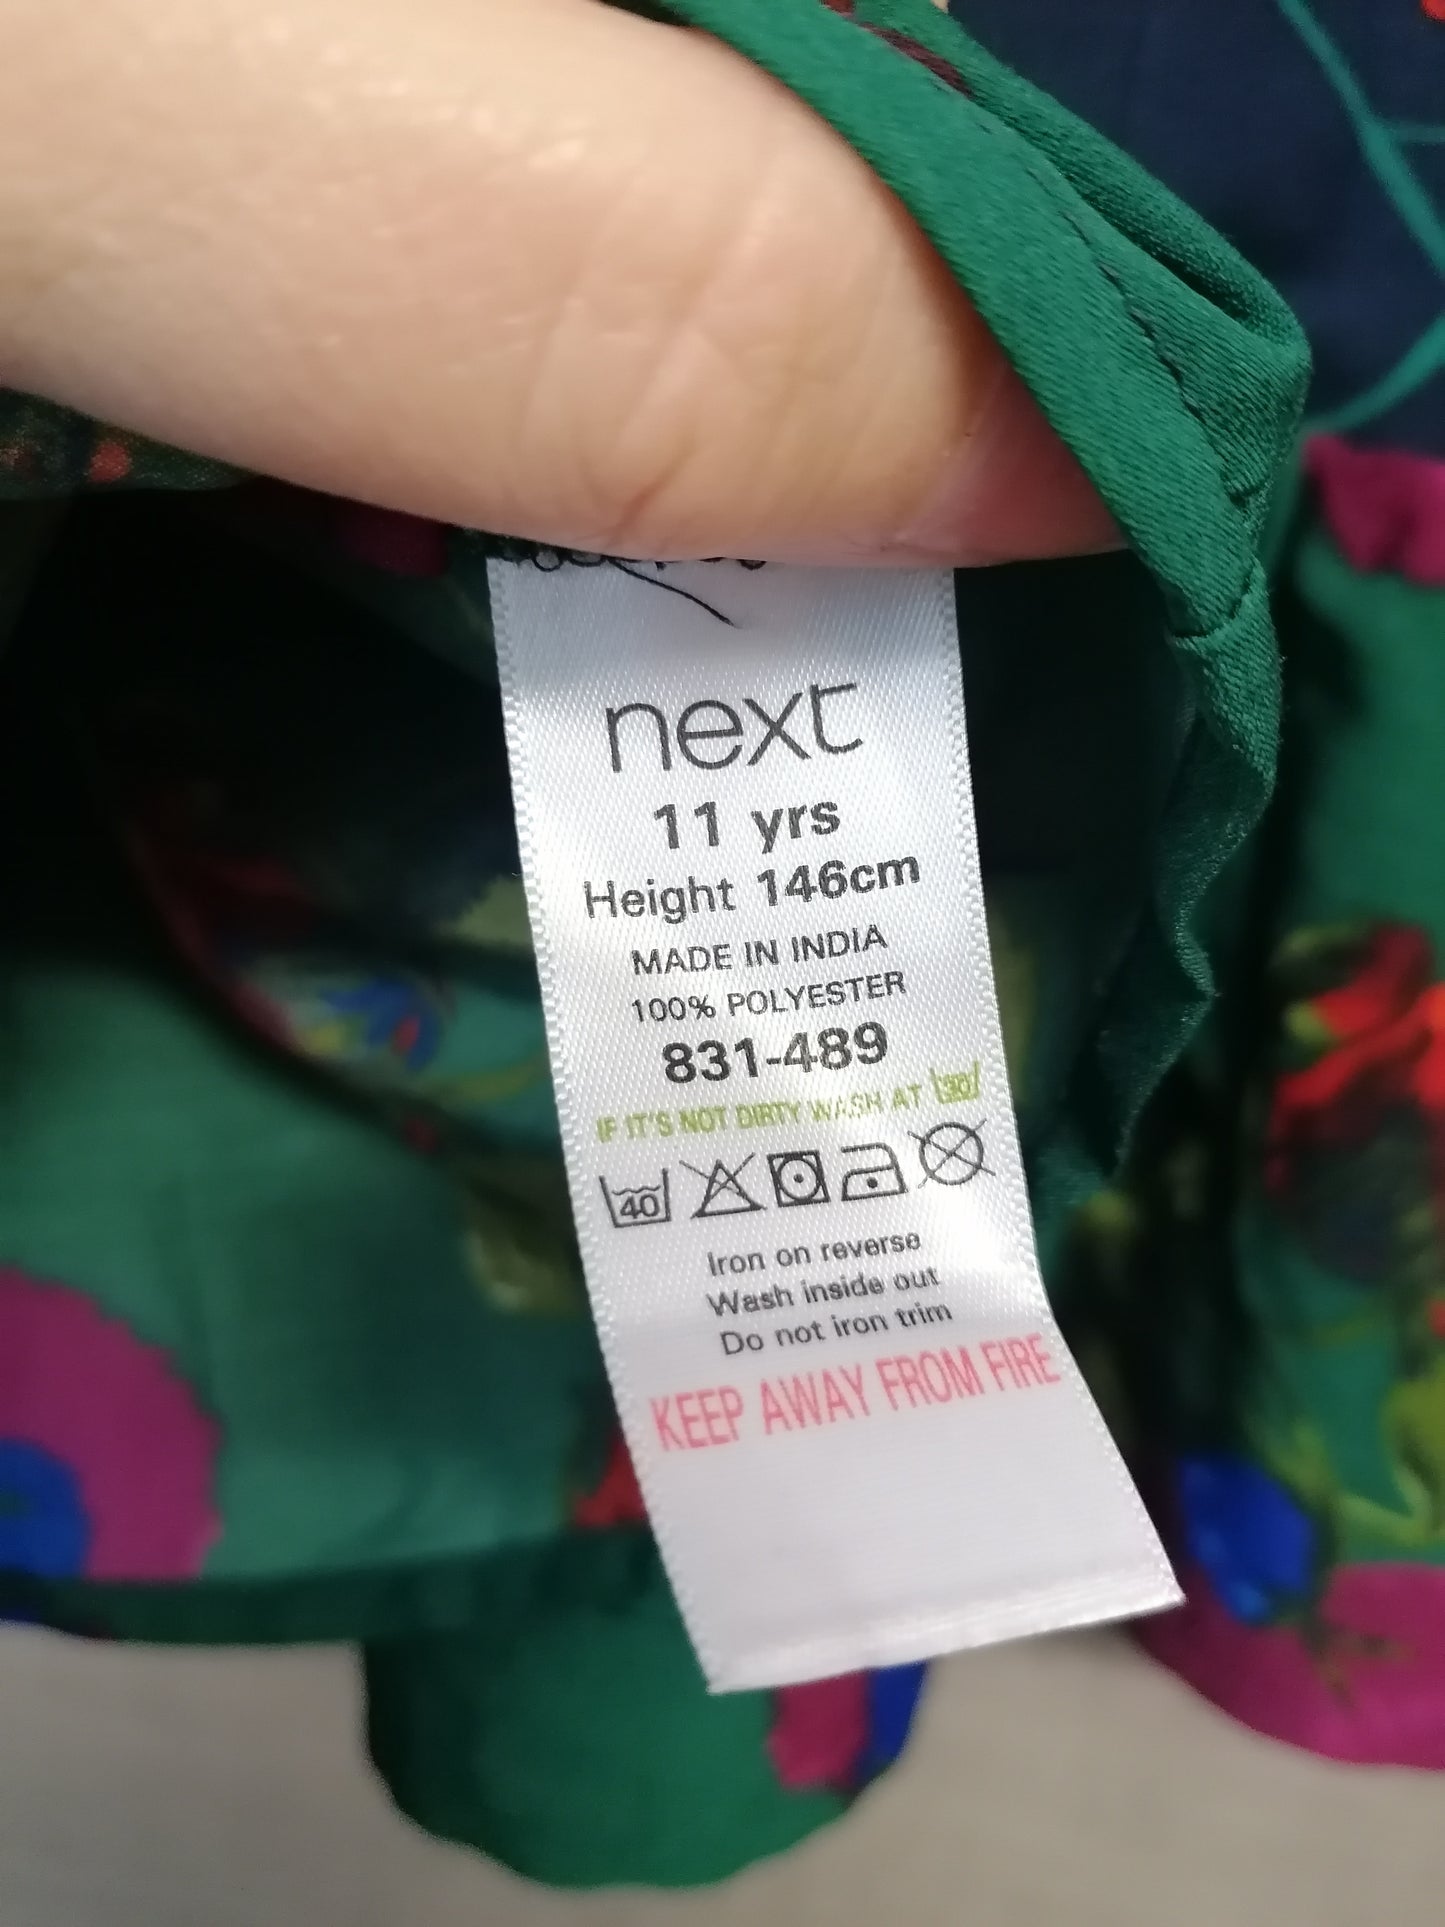 next
11 yrs
Height 146cm
MADE IN INDIA
100% POLYESTER
831-489
IF IT'S NOT DIRTY WASH AT 30
40
Iron on reverse
Wash inside out
Do not iron trim
KEEP AWAY FROM FIRE